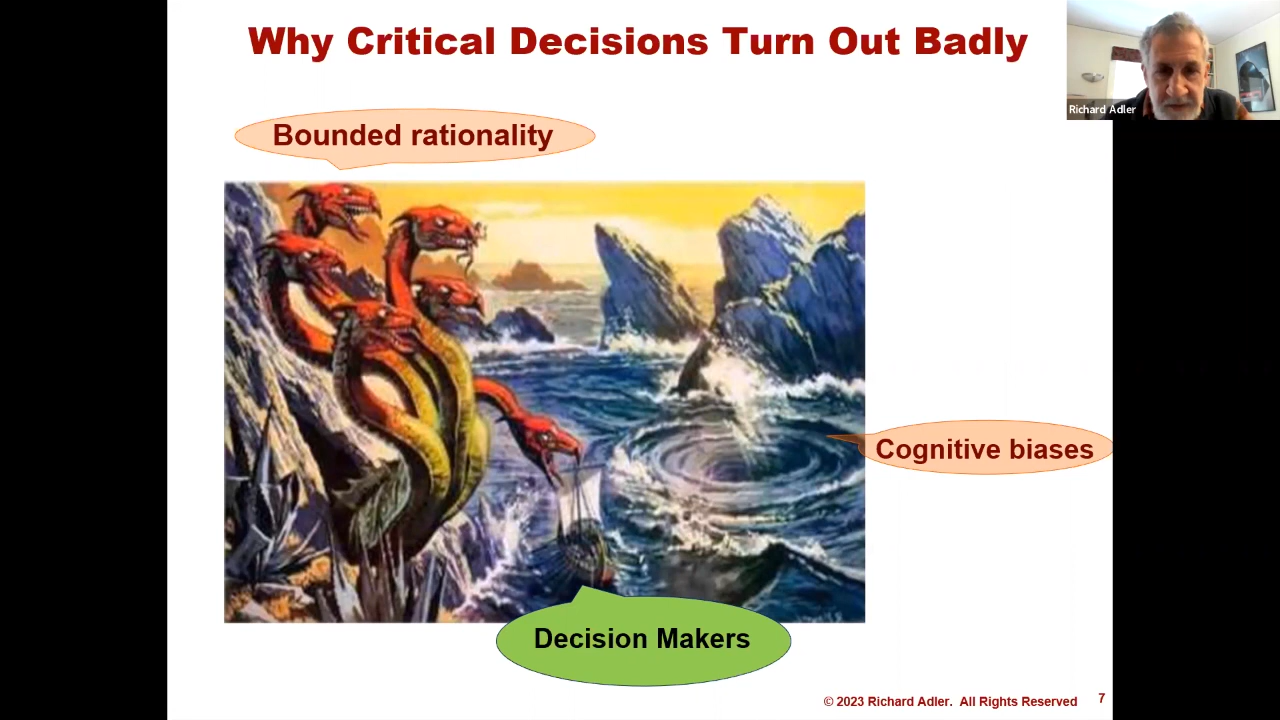 Why Critical Decisions Turn Out Badly
Richard Adler
Bounded rationality
Cognitive biases
Decision Makers
© 2023 Richard Adler. All Rights Reserved 7